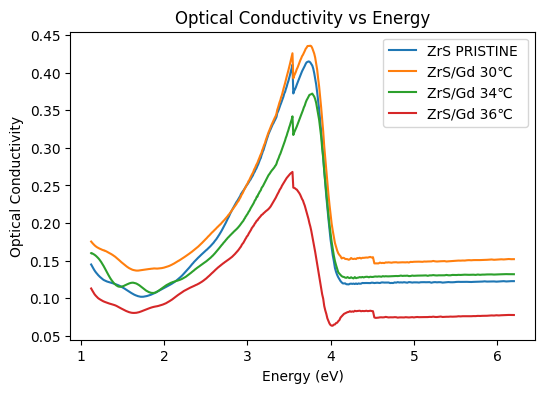 Optical Conductivity vs Energy
Optical Conductivity
0.45
0.40
0.35
0.30
0.25
0.20
0.15
0.10
0.05
ZrS PRISTINE
ZrS/Gd 30℃
ZrS/Gd 34℃
ZrS/Gd 36℃
1 2 3 4 5 6
Energy (eV)